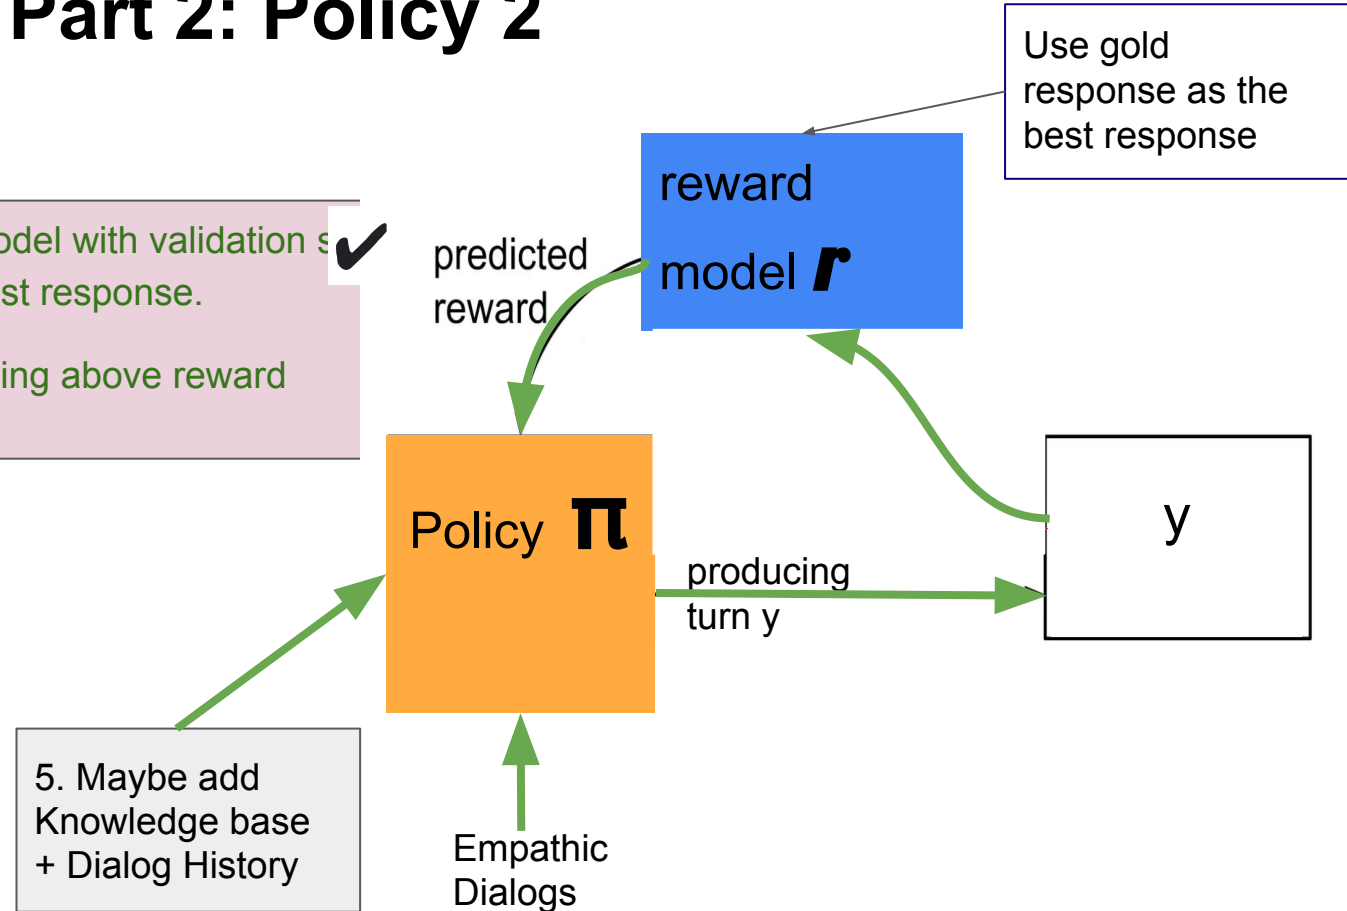 Part 2: Policy 2
Use gold
response as the
best response
reward
model r
odel with validation s
✔
st response.
ing above reward
predicted
reward
Policy π
y
producing
turn y
5. Maybe add
Knowledge base
+ Dialog History
Empathic
Dialogs